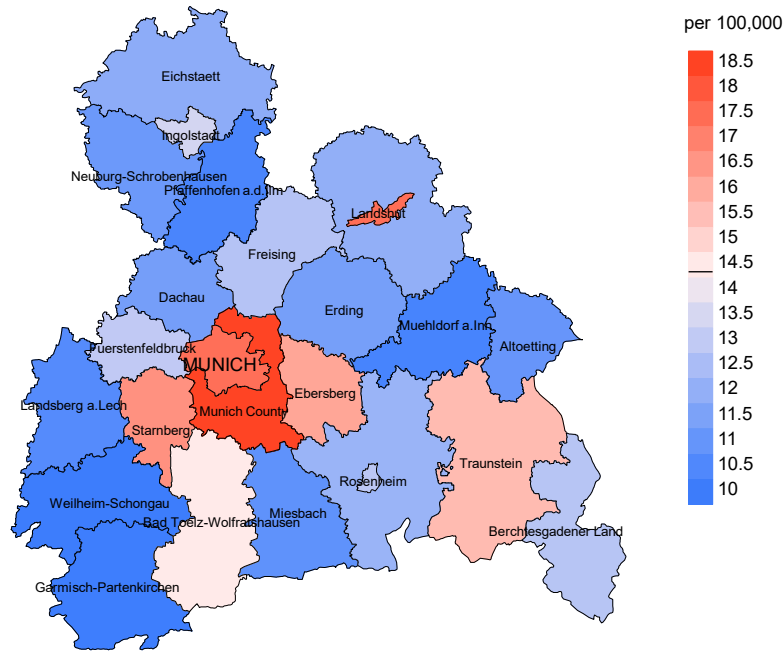 per 100,000
18.5
18
17.5
17
16.5
16
15.5
15
14.5
14
13
12.5
12
11.5
11
10.5
10
Eichstaett
Ingolstadt
Neuburg-Schrobenhausen
Pfaffenhofen a.d.Ilm
Landshut
Freising
Dachau
Erding
Muehldorf a.Inn
Altoetting
Fuerstenfeldbruck
MUNICH
Ebersberg
Landsberg a.Lech
Munich County
Starnberg
Traunstein
Rosenheim
Weilheim-Schongau
Miesbach
Bad Toelz-Wolfratshausen
Berchtesgadener Land
Garmisch-Partenkirchen